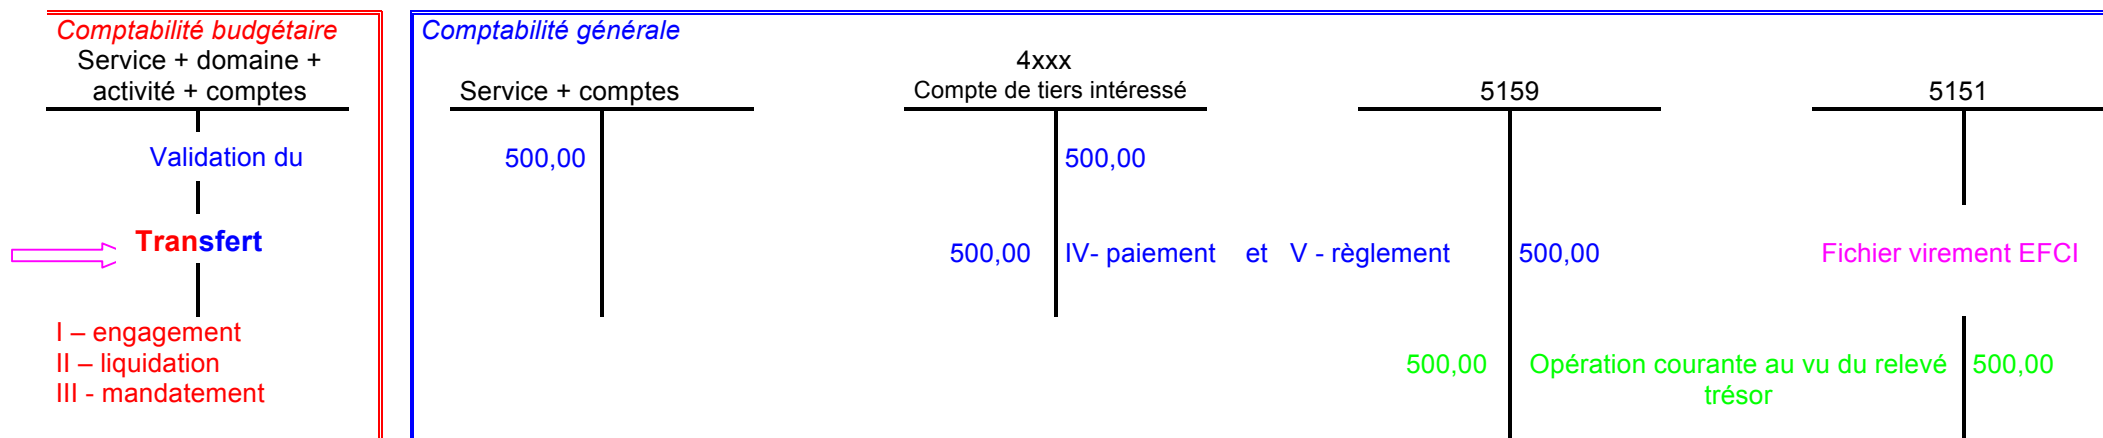 Comptabilité budgétaire
Service + domaine +
activité + comptes
Validation du
Transfert
I – engagement
II – liquidation
III - mandatement
Comptabilité générale
Service + comptes
4xxx
Compte de tiers intéressé
5159
5151
500,00
500,00
500,00
IV- paiement et V - règlement
500,00
Fichier virement EFCI
500,00
Opération courante au vu du relevé
trésor
500,00